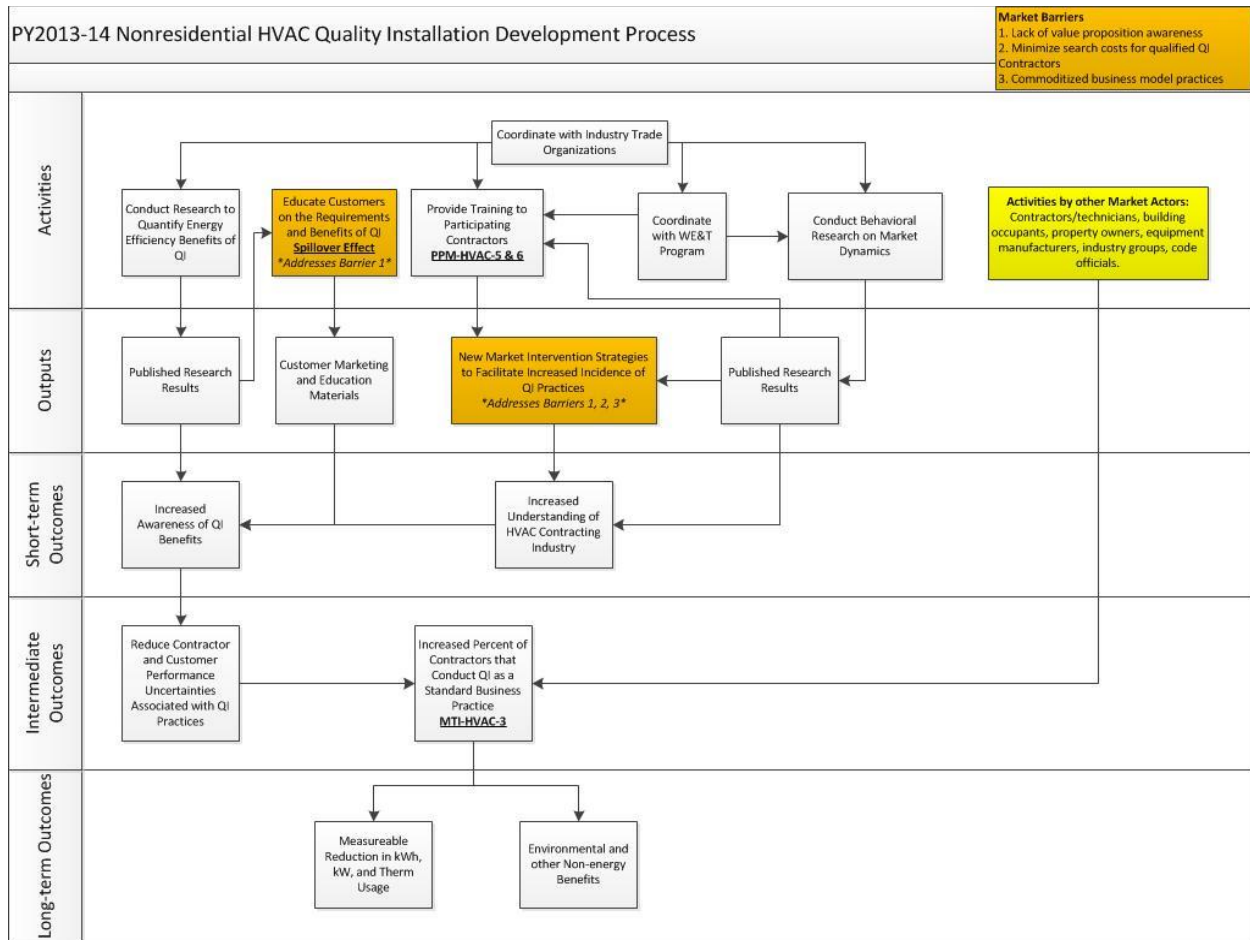 PY2013-14 Nonresidential HVAC Quality Installation Development Process
Market Barriers
1. Lack of value proposition awareness
2. Minimize search costs for qualified QI
Contractors
3. Commoditized business model practices
Activities
Coordinate with Industry Trade
Organizations
Conduct Research to
Quantify Energy
Efficiency Benefits of
QI
Educate Customers
on the Requirements
and Benefits of QI
Spillover Effect
*Addresses Barrier 1*
Provide Training to
Participating
Contractors
PPM-HVAC-5 & 6
Coordinate
with WE&T
Program
Conduct Behavioral
Research on Market
Dynamics
Activities by other Market Actors:
Contractors/technicians, building
occupants, property owners, equipment
manufacturers, industry groups, code
officials.
Outputs
Published Research
Results
Customer Marketing
and Education
Materials
New Market Intervention Strategies
to Facilitate Increased Incidence of
QI Practices
*Addresses Barriers 1, 2, 3*
Published Research
Results
Short-term
Outcomes
Increased
Awareness of QI
Benefits
Increased
Understanding of
HVAC Contracting
Industry
Intermediate
Outcomes
Reduce Contractor
and Customer
Performance
Uncertainties
Associated with QI
Practices
Increased Percent of
Contractors that
Conduct QI as a
Standard Business
Practice
MTI-HVAC-3
Long-term Outcomes
Measureable
Reduction in kWh,
kW, and Therm
Usage
Environmental and
other Non-energy
Benefits